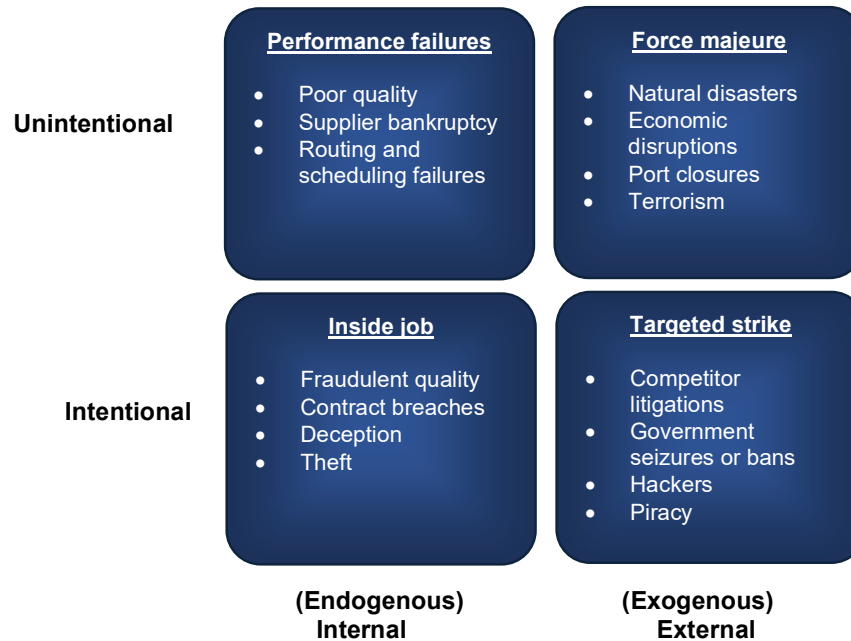 Performance failures
• Poor quality
• Supplier bankruptcy
• Routing and
scheduling failures
Force majeure
• Natural disasters
• Economic
disruptions
• Port closures
• Terrorism
Unintentional
Inside job
• Fraudulent quality
• Contract breaches
• Deception
• Theft
Targeted strike
• Competitor
litigations
• Government
seizures or bans
• Hackers
• Piracy
Intentional
(Endogenous)
Internal
(Exogenous)
External